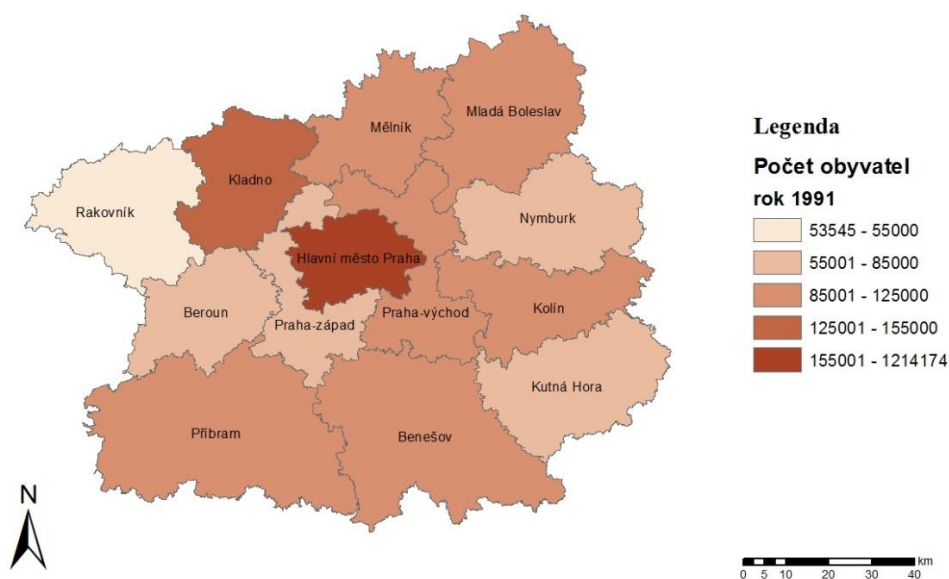 Mladá Boleslav
Mělník
Kladno
Rakovník
Nymburk
Hlavní město Praha
Kolín
Beroun
Praha-západ
Praha-východ
Kutná Hora
Příbram
Benešov
Legenda
Počet obyvatel
rok 1991
53545 - 55000
55001 - 85000
85001 - 125000
125001 - 155000
155001 - 1214174
N
km
0 5 10 20 30 40